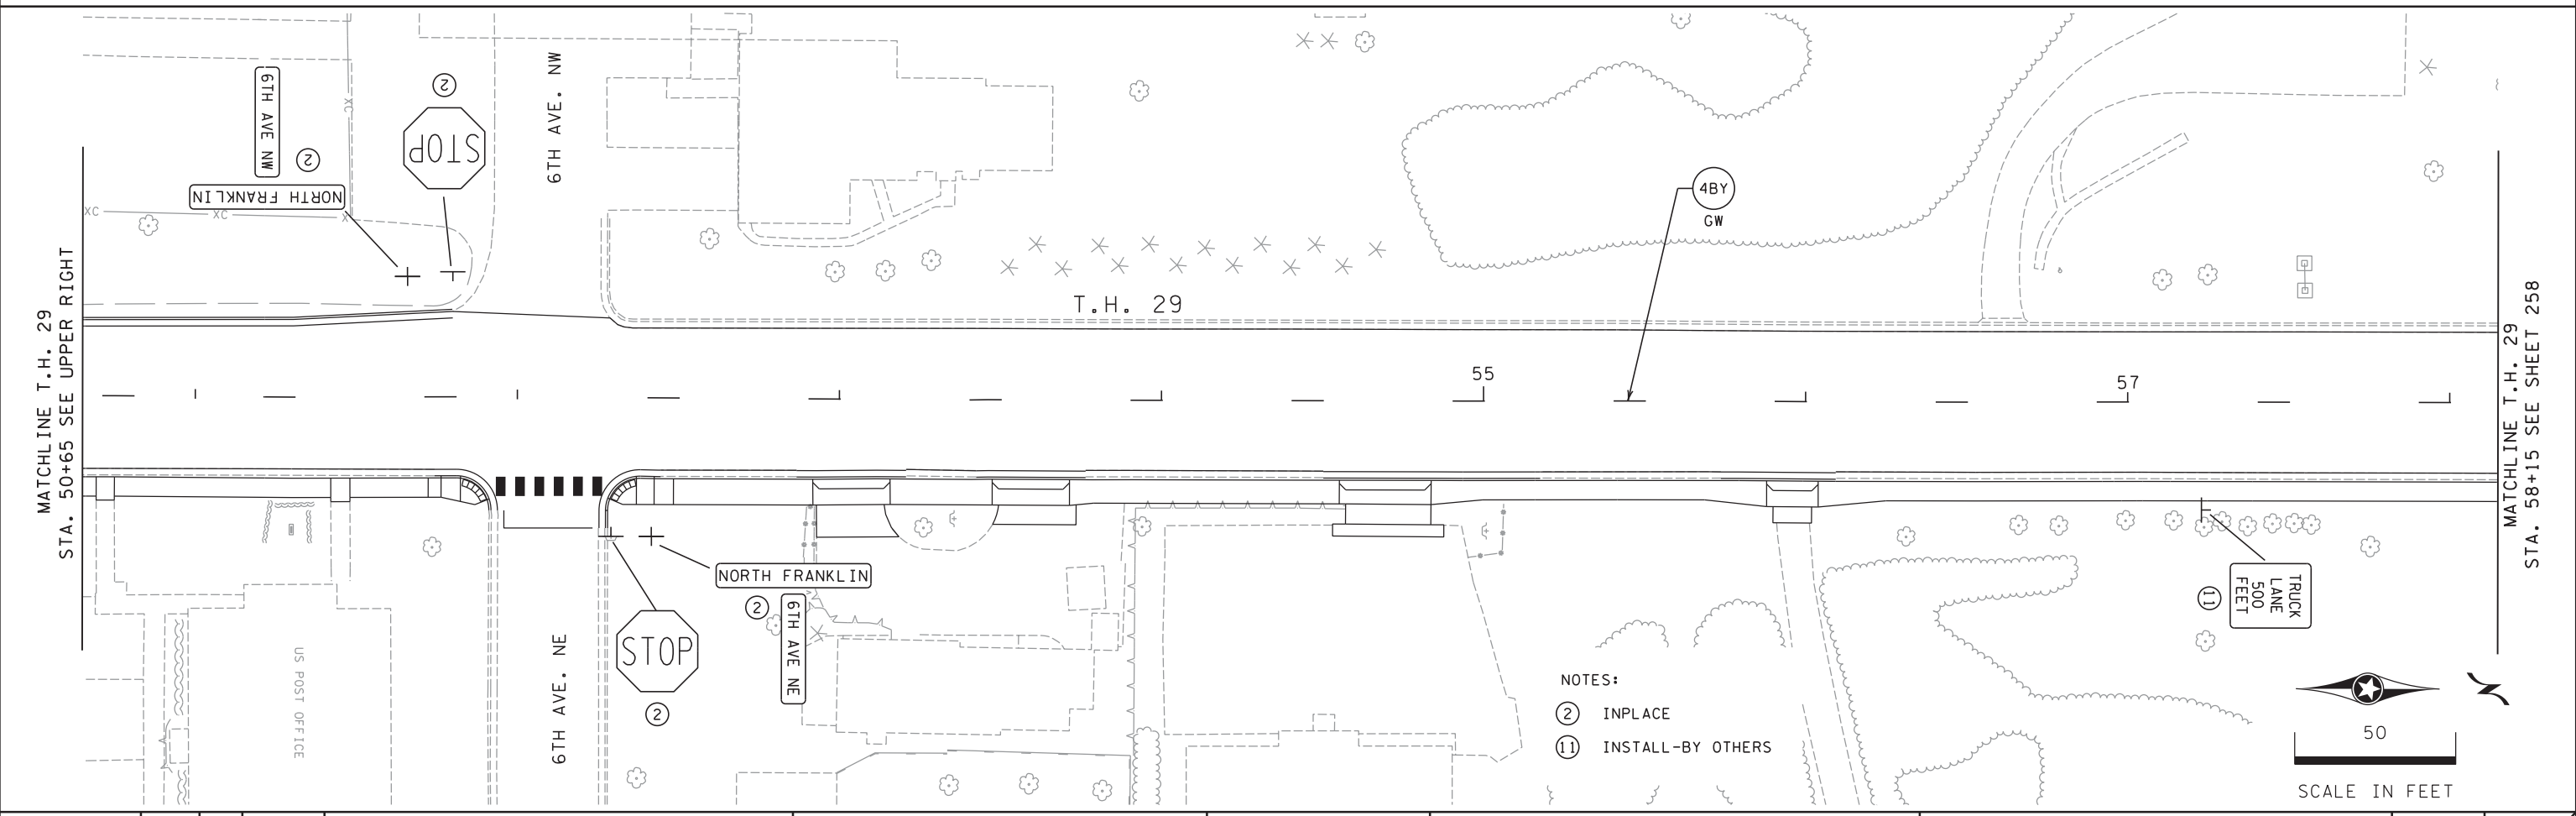 MATCHLINE T.H. 29
STA. 50+65 SEE UPPER RIGHT
6TH AVE NW
2
NORTH FRANKLIN
2
STOP
6TH AVE. NW
XC
XC
XC
X
T.H. 29
4BY
GW
55
57
MATCHLINE T.H. 29
STA. 58+15 SEE SHEET 258
US POST OFFICE
6TH AVE. NE
STOP
2
NORTH FRANKLIN
2
6TH AVE NE
TRUCK
LANE
500
FEET
11
NOTES:
2 INPLACE
11 INSTALL-BY OTHERS
50
SCALE IN FEET